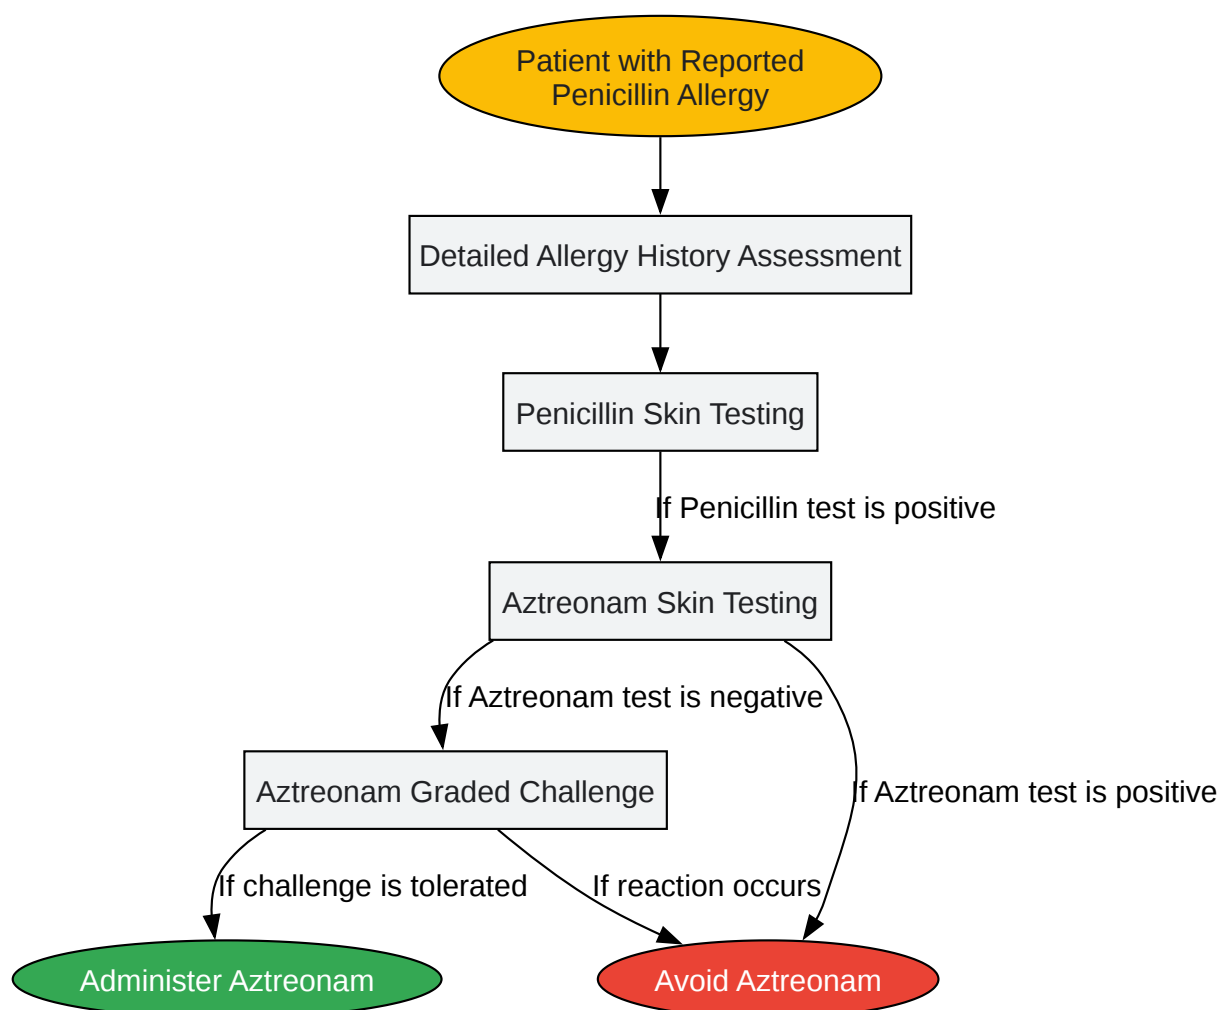 Patient with Reported
Penicillin Allergy
Detailed Allergy History Assessment
Penicillin Skin Testing
If Penicillin test is positive
Aztreonam Skin Testing
If Aztreonam test is negative
Aztreonam Graded Challenge
If Aztreonam test is positive
If challenge is tolerated
If reaction occurs
Administer Aztreonam
Avoid Aztreonam